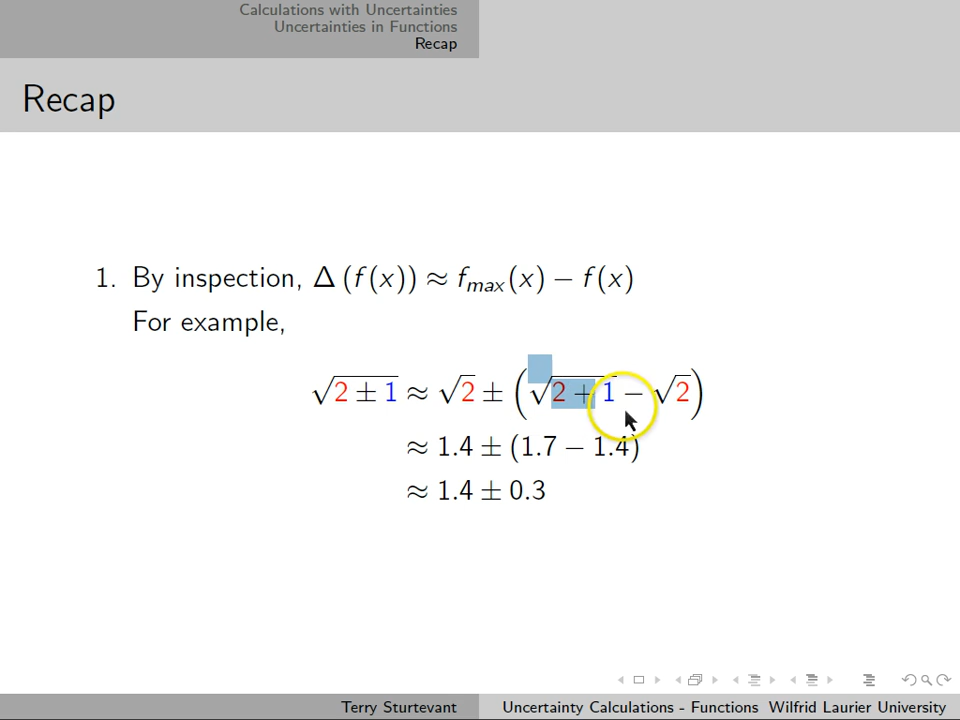 Calculations with Uncertainties
Uncertainties in Functions
Recap
Recap
1. By inspection, Δ (f(x)) ≈ fmax(x) − f(x)
For example,
√2 ± 1 ≈ √2 ± (√2 + 1 − √2)
≈ 1.4 ± (1.7 − 1.4)
≈ 1.4 ± 0.3
Terry Sturtevant Uncertainty Calculations - Functions Wilfrid Laurier University